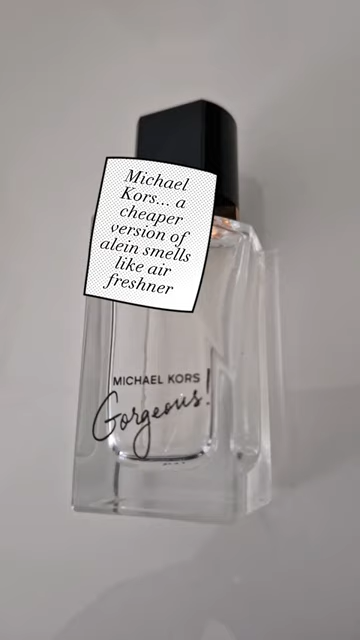 Michael
Kors... a
cheaper
version of
alein smells
like air
freshner
MICHAEL KORS
Gorgeous!